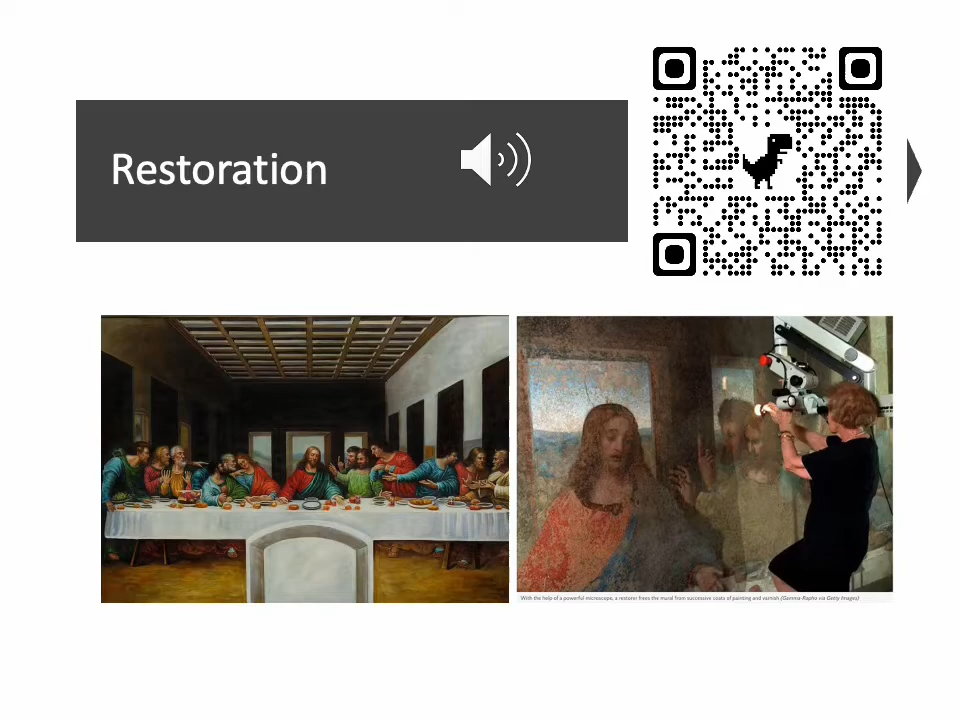 Restoration
With the help of a powerful microscope, a restorer frees the mural from successive coats of painting and varnish (Gamma-Rapho via Getty Images)